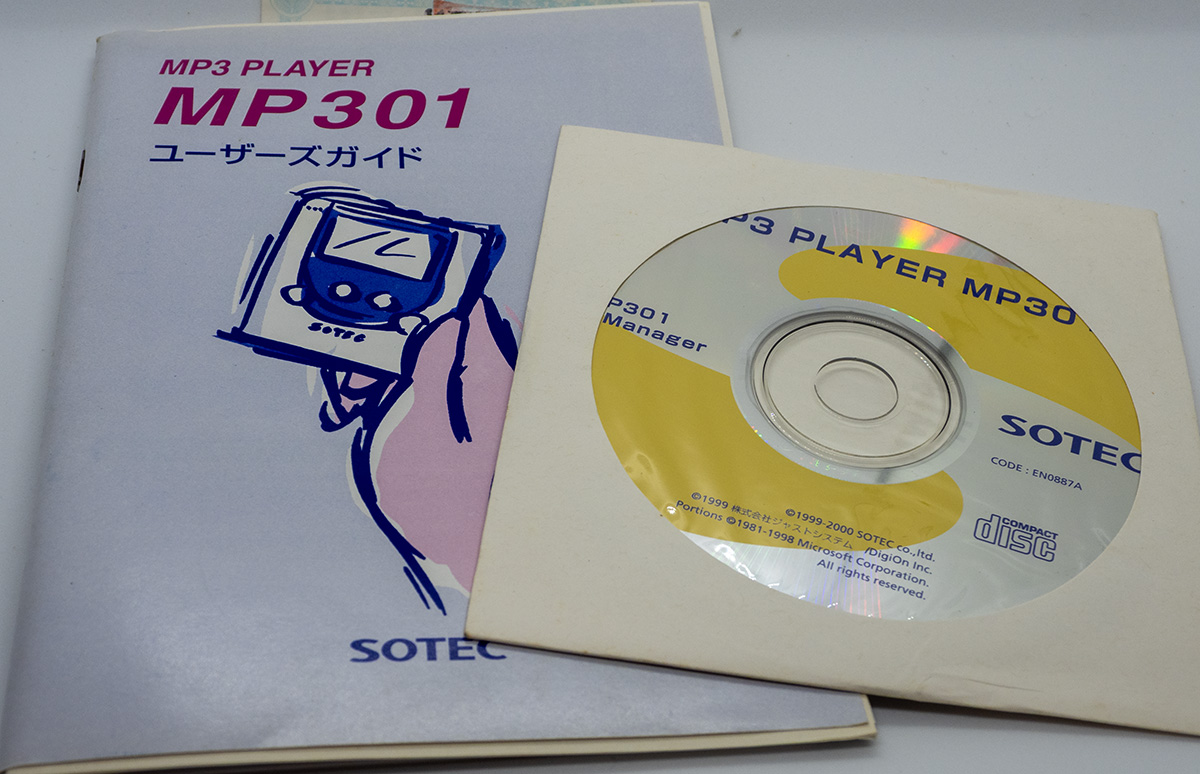 MP3 PLAYER
MP301
ユーザーズガイド
SOTEC
SOTEC
P3 PLAYER MP30
P301
Manager
SOTEC
CODE : EN0887A
©1999-2000 SOTEC co.,ltd.
©1999 株式会社ジャストシステム /DigiOn Inc.
Portions ©1981-1998 Microsoft Corporation.
All rights reserved.
COMPACT
disc